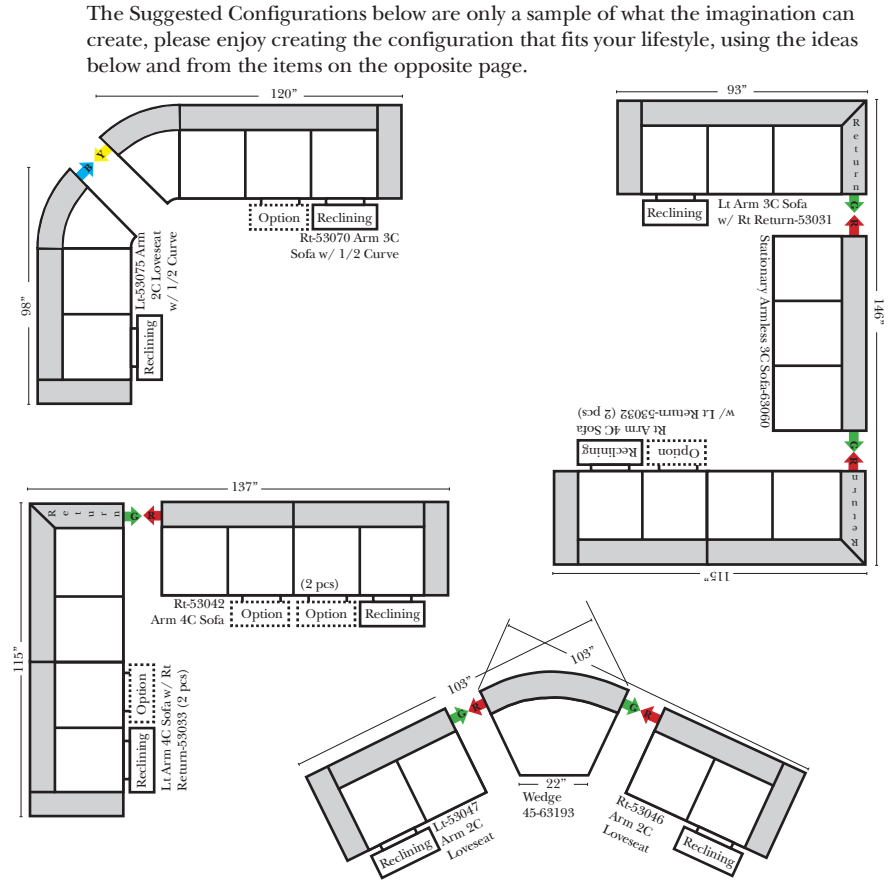 The Suggested Configurations below are only a sample of what the imagination can
create, please enjoy creating the configuration that fits your lifestyle, using the ideas
below and from the items on the opposite page.
120”
B
Y
98”
Option
Reclining
Rt-53070 Arm 3C
Sofa w/ 1/2 Curve
Lt-53075 Arm
2C Loveseat
w/ 1/2 Curve
Reclining
93”
Return
Reclining
Lt Arm 3C Sofa
w/ Rt Return-53031
G
R
Stationary Armless 3C Sofa-63060
146”
G
R
Rt Arm 4C Sofa
w/ Lt Return-53032 (2 pcs)
Reclining
Option
Return
115”
137”
Return
G
R
(2 pcs)
Rt-53042
Arm 4C Sofa
Option
Option
Reclining
115”
Option
Reclining
Lt Arm 4C Sofa w/ Rt
Return-53033 (2 pcs)
103”
103”
G
R
G
R
22”
Wedge
45-63193
Lt-53047
Arm 2C
Loveseat
Reclining
Rt-53046
Arm 2C
Loveseat
Reclining